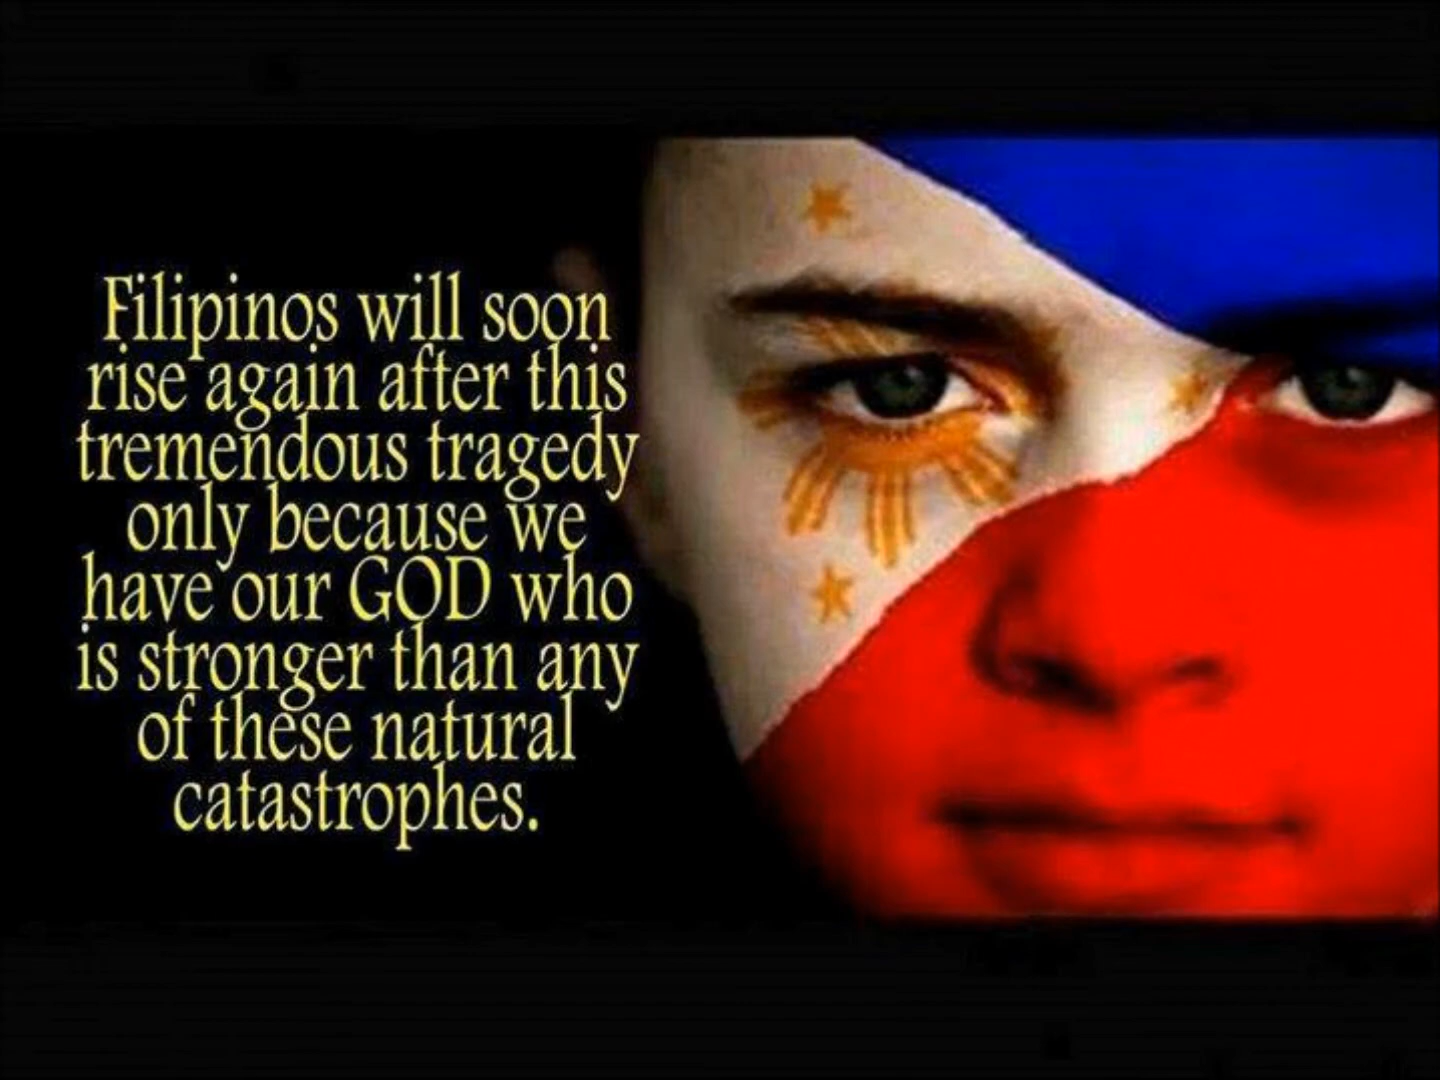 Filipinos will soon
rise again after this
tremendous tragedy
only because we
have our GOD who
is stronger than any
of these natural
catastrophes.